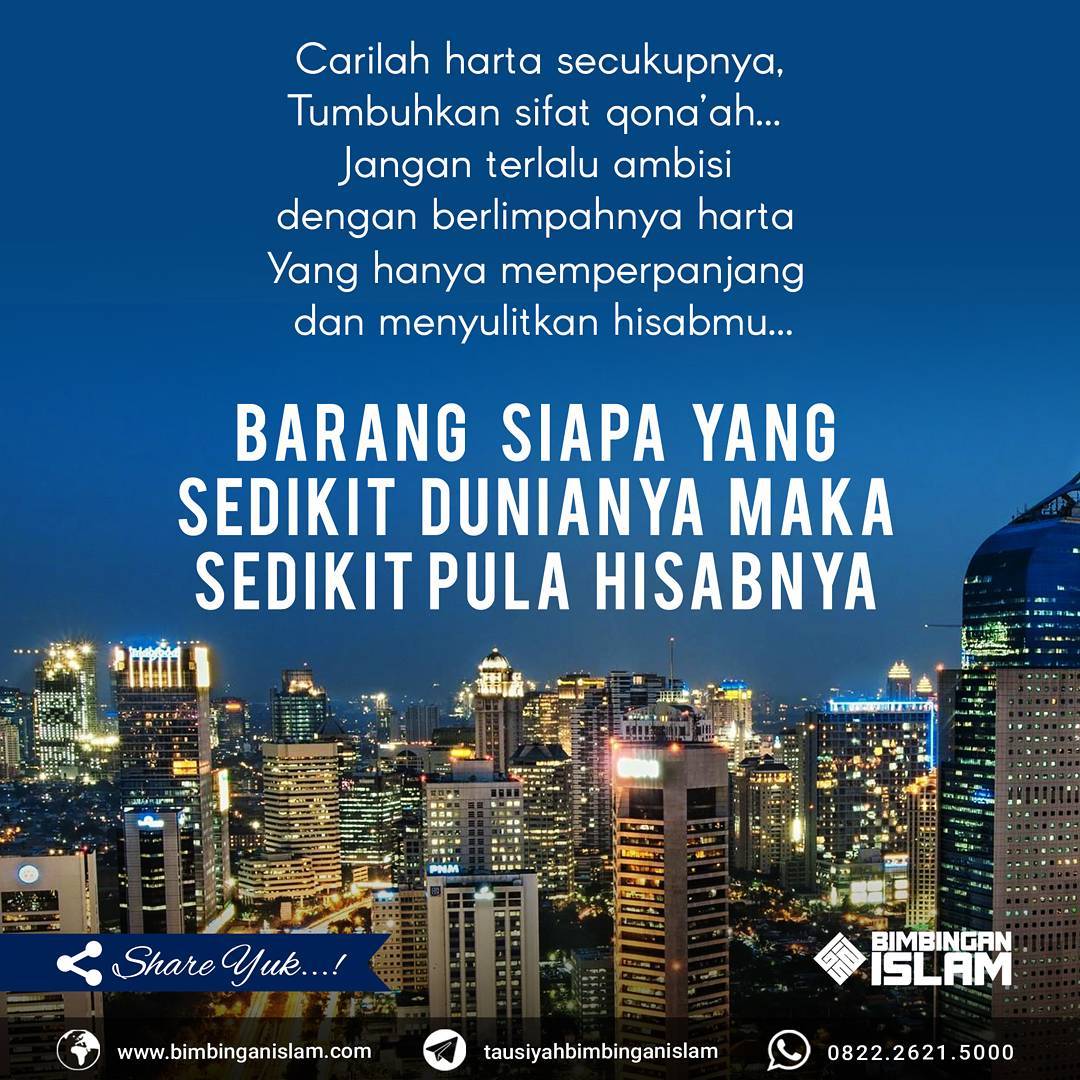 Carilah harta secukupnya,
Tumbuhkan sifat qona'ah...
Jangan terlalu ambisi
dengan berlimpahnya harta
Yang hanya memperpanjang
dan menyulitkan hisabmu...
BARANG SIAPA YANG
SEDIKIT DUNIANYA MAKA
SEDIKIT PULA HISABNYA
Indofood
PNM
Share Yuk...!
BIMBINGAN
ISLAM
www.bimbinganislam.com
tausiyahbimbinganislam
0822.2621.5000